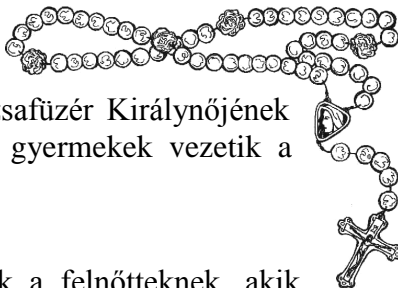 safüzér Királynőjének
gyermekek vezetik a
a felnőtteknek, akik